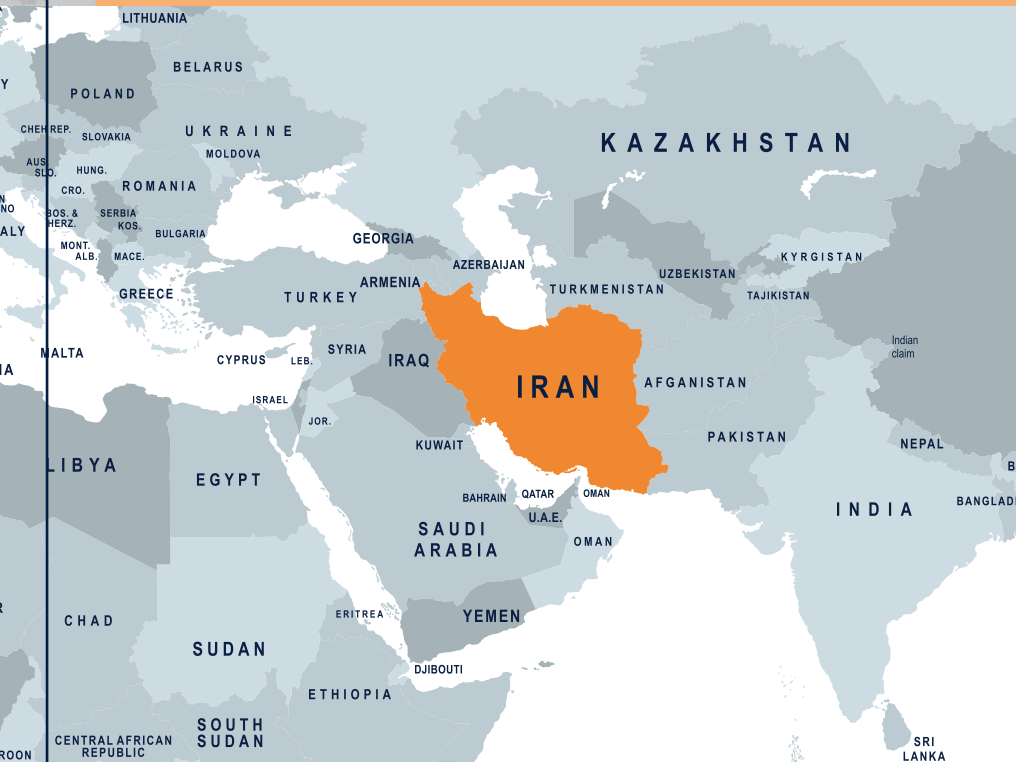 LITHUANIA
BELARUS
POLAND
UKRAINE
CHEH REP.
SLOVAKIA
MOLDOVA
AUS.
SLO.
HUNG.
CRO.
ROMANIA
BOS. &
HERZ.
SERBIA
KOS.
BULGARIA
MONT.
ALB.
MACE.
GREECE
TURKEY
GEORGIA
ARMENIA
AZERBAIJAN
KAZAKHSTAN
UZBEKISTAN
KYRGISTAN
TURKMENISTAN
TAJIKISTAN
MALTA
CYPRUS
LEB.
SYRIA
IRAQ
IRAN
AFGANISTAN
Indian
claim
ISRAEL
JOR.
KUWAIT
PAKISTAN
NEPAL
LIBYA
EGYPT
BAHRAIN
QATAR
OMAN
U.A.E.
INDIA
BANGLAD
SAUDI
ARABIA
OMAN
CHAD
SUDAN
ERITREA
YEMEN
DJIBOUTI
ETHIOPIA
SOUTH
SUDAN
CENTRAL AFRICAN
REPUBLIC
ROON
SRI
LANKA